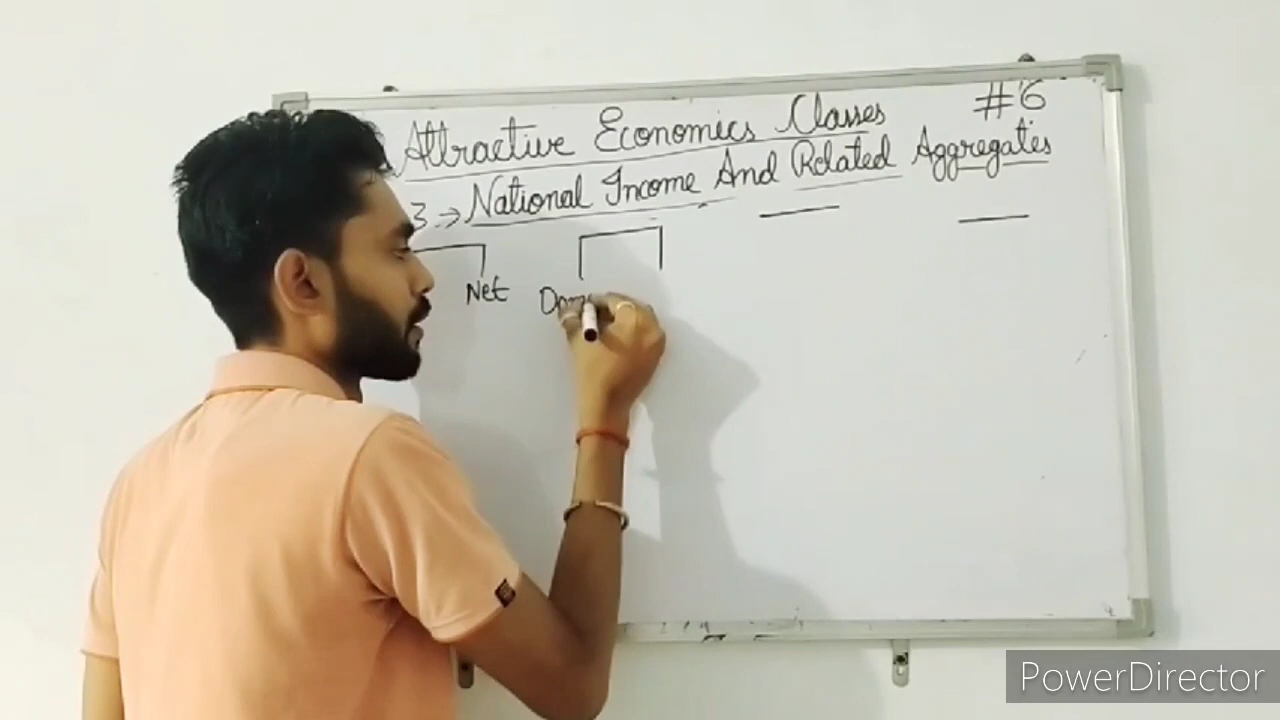 Attractive Economics Classes #6
3 → National Income And Related Aggregates
Net
PowerDirector